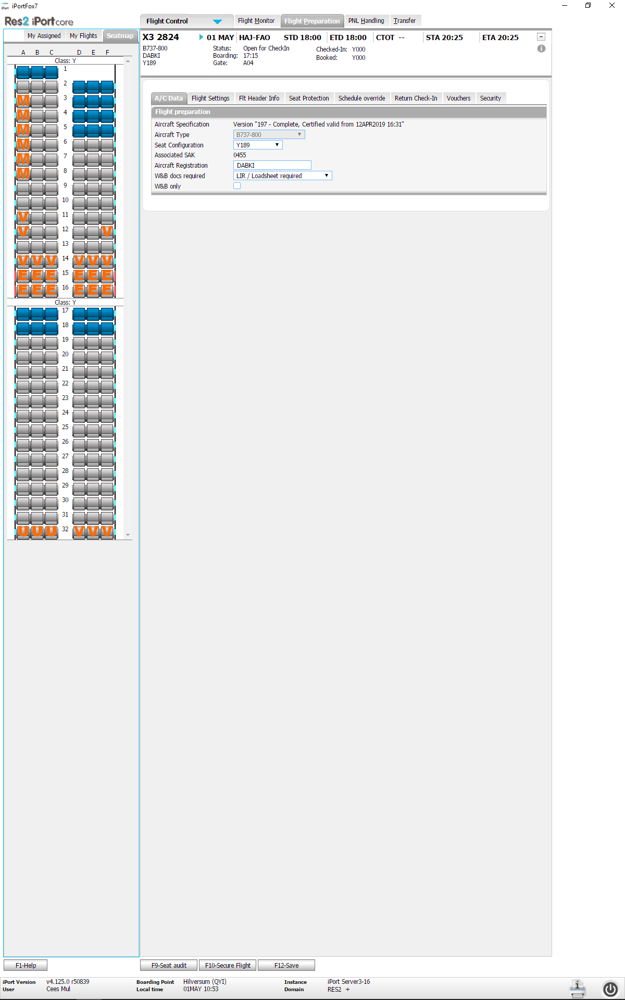 iPortFox7
Res2 iPortcore
My Assigned My Flights Seatmap
Flight Control Flight Monitor Flight Preparation PNL Handling Transfer
X3 2824 01 MAY HAJ-FAO STD 18:00 ETD 18:00 CTOT -- STA 20:25 ETA 20:25
B737-800 Status: Open for CheckIn Checked-In: Y000
DABKI Boarding: 17:15 Booked: Y000
Y189 Gate: A04
A/C Data Flight Settings Flt Header Info Seat Protection Schedule override Return Check-In Vouchers Security
Flight preparation
Aircraft Specification Version "197 - Complete, Certified valid from 12APR2019 16:31"
Aircraft Type B737-800
Seat Configuration Y189
Associated SAK 0455
Aircraft Registration DABKI
W&B docs required LIR / Loadsheet required
W&B only
A B C D E F
Class: Y
1
2
M 3
M 4
M 5
M 6
M 7
M 8
9
10
V 11
V 12 V
13
V V V 14 V V V
E E E 15 E E E
E E E 16 E E E
Class: Y
17
18
19
20
21
22
23
24
25
26
27
28
29
30
31
U U U 32 V V V
F1-Help F9-Seat audit F10-Secure Flight F12-Save
iPort Version v4.125.0 r50839 Boarding Point Hilversum (QYI) Instance iPort Server3-16
User Cees Mul Local time 01MAY 10:53 Domain RES2 +